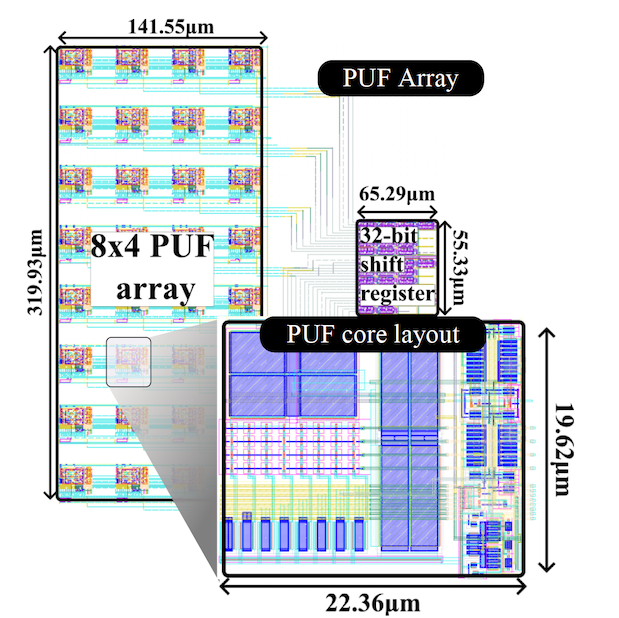 141.55µm
PUF Array
65.29µm
319.93µm
8x4 PUF
array
32-bit
shift
register
55.33µm
PUF core layout
19.62µm
22.36µm